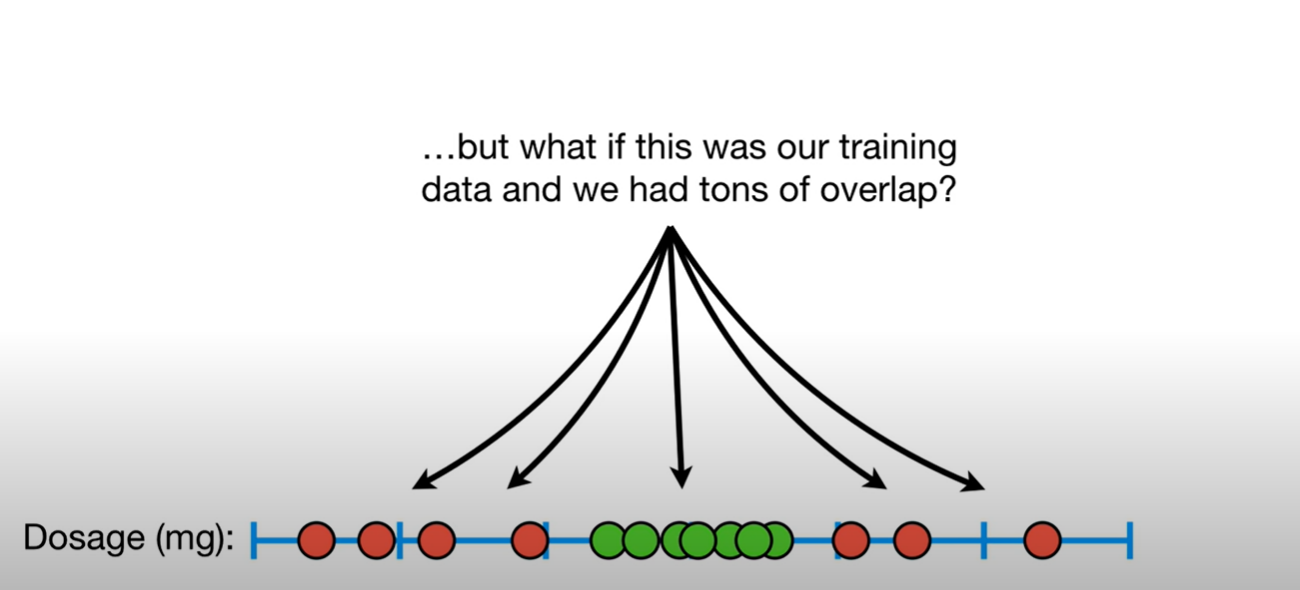 …but what if this was our training
data and we had tons of overlap?
Dosage (mg):